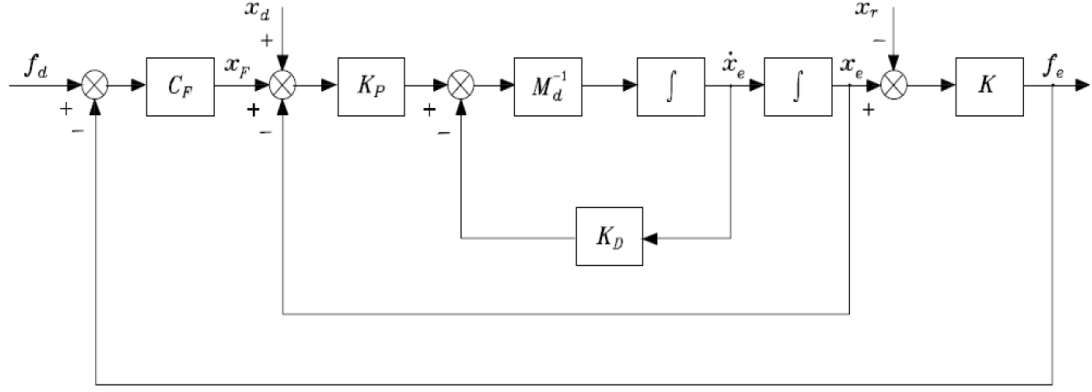 x_d
+
x_r
−
f_d
+
−
C_F
x_F
+
−
K_P
+
−
M_d^{-1}
∫
ẋ_e
∫
x_e
+
K
f_e
K_D